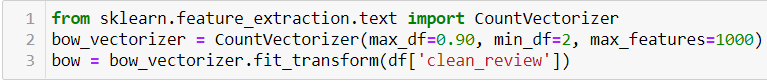 1 from sklearn.feature_extraction.text import CountVectorizer
2 bow_vectorizer = CountVectorizer(max_df=0.90, min_df=2, max_features=1000)
3 bow = bow_vectorizer.fit_transform(df['clean_review'])